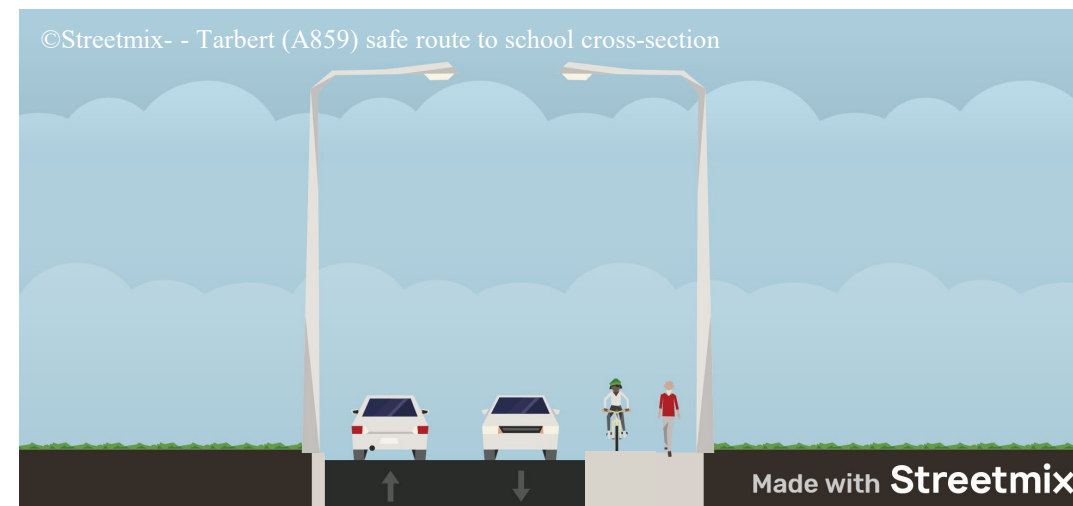 ©Streetmix- - Tarbert (A859) safe route to school cross-section
Made with Streetmix